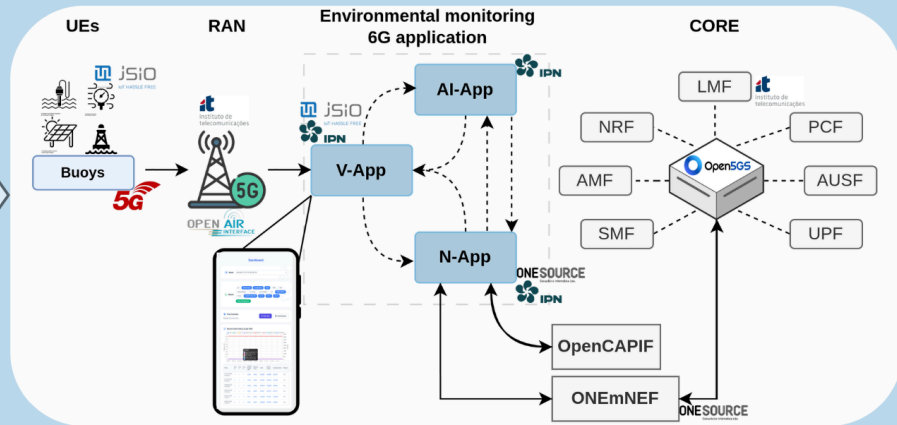 UEs
RAN
Environmental monitoring
6G application
CORE
JSIO
IoT HASSLE FREE
Buoys
5G
it
instituto de
telecomunicações
5G
OPEN AIR
INTERFACE
JSIO
IoT HASSLE FREE
IPN
V-App
AI-App
IPN
N-App
ONESOURCE
IPN
Dashboard
OpenCAPIF
ONEmNEF
ONESOURCE
LMF
it
instituto de
telecomunicações
NRF
PCF
Open5GS
AMF
AUSF
SMF
UPF